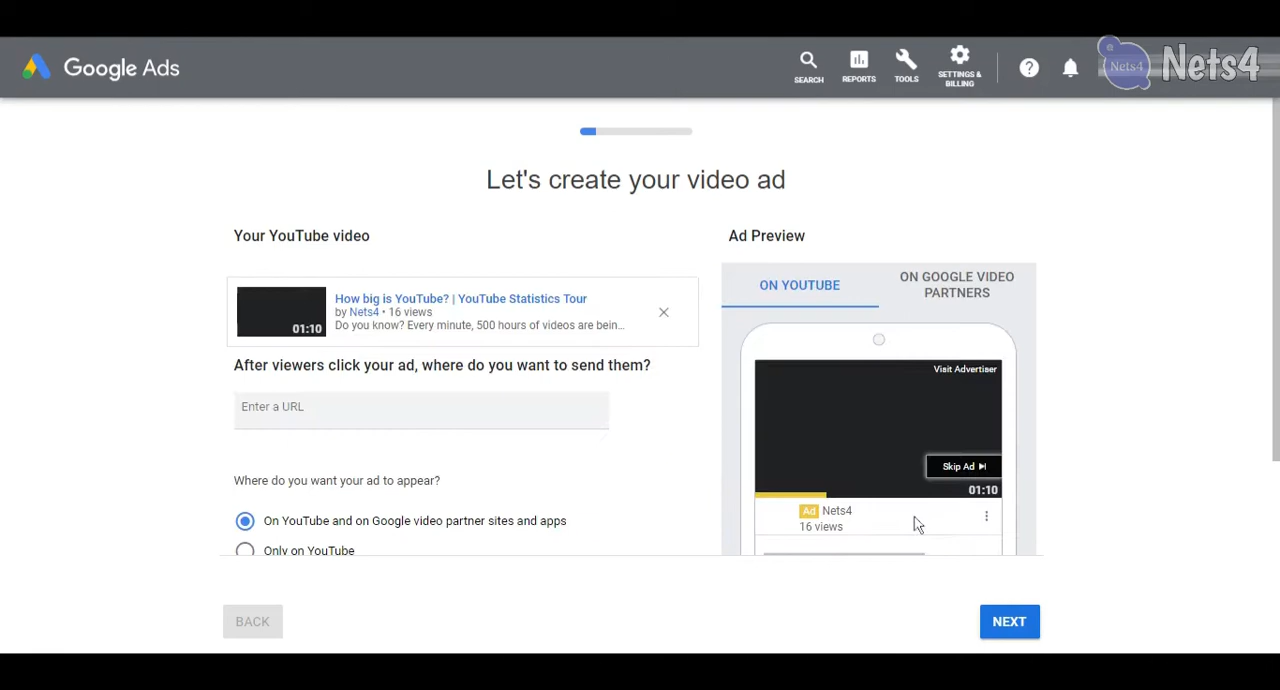 Google Ads
SEARCH
REPORTS
TOOLS
SETTINGS &
BILLING
Nets4
Nets4
Let's create your video ad
Your YouTube video
01:10
How big is YouTube? | YouTube Statistics Tour
by Nets4 • 16 views
Do you know? Every minute, 500 hours of videos are bein...
After viewers click your ad, where do you want to send them?
Enter a URL
Where do you want your ad to appear?
On YouTube and on Google video partner sites and apps
Only on YouTube
Ad Preview
ON YOUTUBE
ON GOOGLE VIDEO
PARTNERS
Visit Advertiser
Skip Ad
01:10
Ad Nets4
16 views
BACK
NEXT